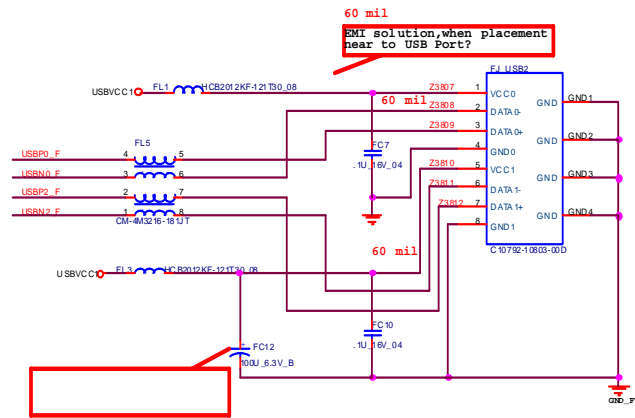 60 mil
EMI solution,when placement
near to USB Port?
FJ_USB2
USBVCC1
FL1
HCB2012KF-121T30_08
Z3807
1
VCC0
GND
GND1
60 mil
Z3808
2
DATA0-
Z3809
3
DATA0+
GND
GND2
FL5
USBP0_F
4
5
USBN0_F
3
6
FC7
.1U_16V_04
4
GND0
Z3810
5
VCC1
GND
GND3
USBP2_F
2
7
Z3811
6
DATA1-
USBN2_F
1
8
Z3812
7
DATA1+
GND
GND4
CM-4M3216-181JT
8
GND1
60 mil
C10792-10803-00D
USBVCC1
FL3
HCB2012KF-121T30_08
FC10
.1U_16V_04
+
FC12
100U_6.3V_B
GND_F